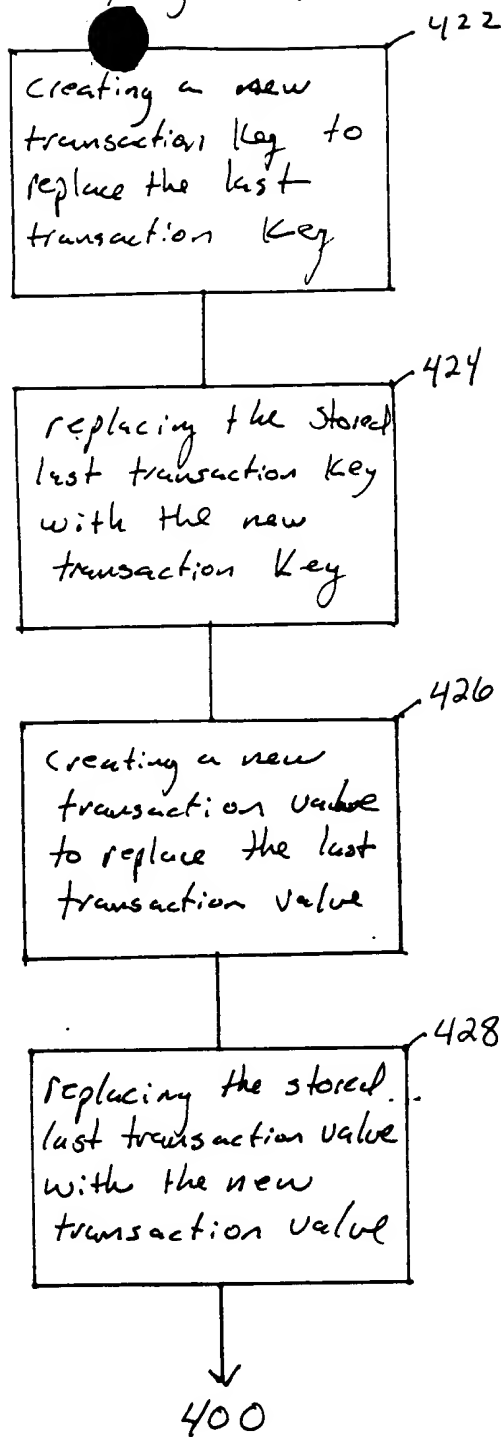 422
creating a new
transaction key to
replace the last
transaction key
424
replacing the stored
last transaction key
with the new
transaction key
426
creating a new
transaction value
to replace the last
transaction value
428
replacing the stored
last transaction value
with the new
transaction value
400